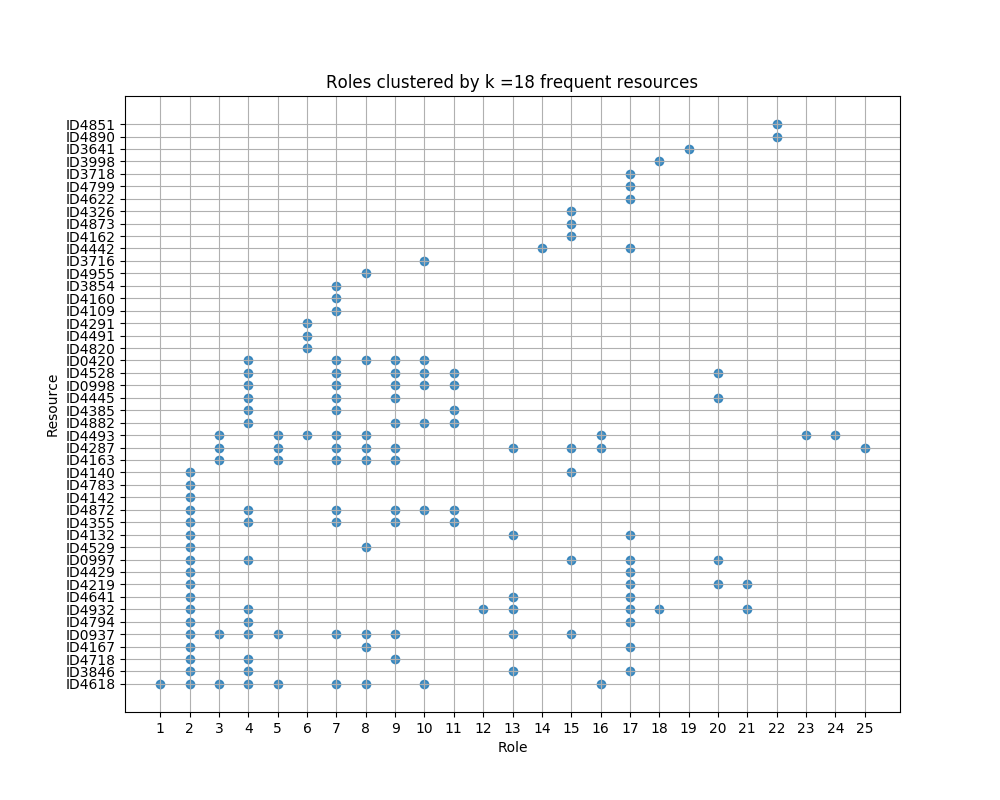 Roles clustered by k =18 frequent resources
ID4851
ID4890
ID3641
ID3998
ID3718
ID4799
ID4622
ID4326
ID4873
ID4162
ID4442
ID3716
ID4955
ID3854
ID4160
ID4109
ID4291
ID4491
ID4820
ID0420
ID4528
ID0998
ID4445
ID4385
ID4882
ID4493
ID4287
ID4163
ID4140
ID4783
ID4142
ID4872
ID4355
ID4132
ID4529
ID0997
ID4429
ID4219
ID4641
ID4932
ID4794
ID0937
ID4167
ID4718
ID3846
ID4618
Resource
1 2 3 4 5 6 7 8 9 10 11 12 13 14 15 16 17 18 19 20 21 22 23 24 25
Role